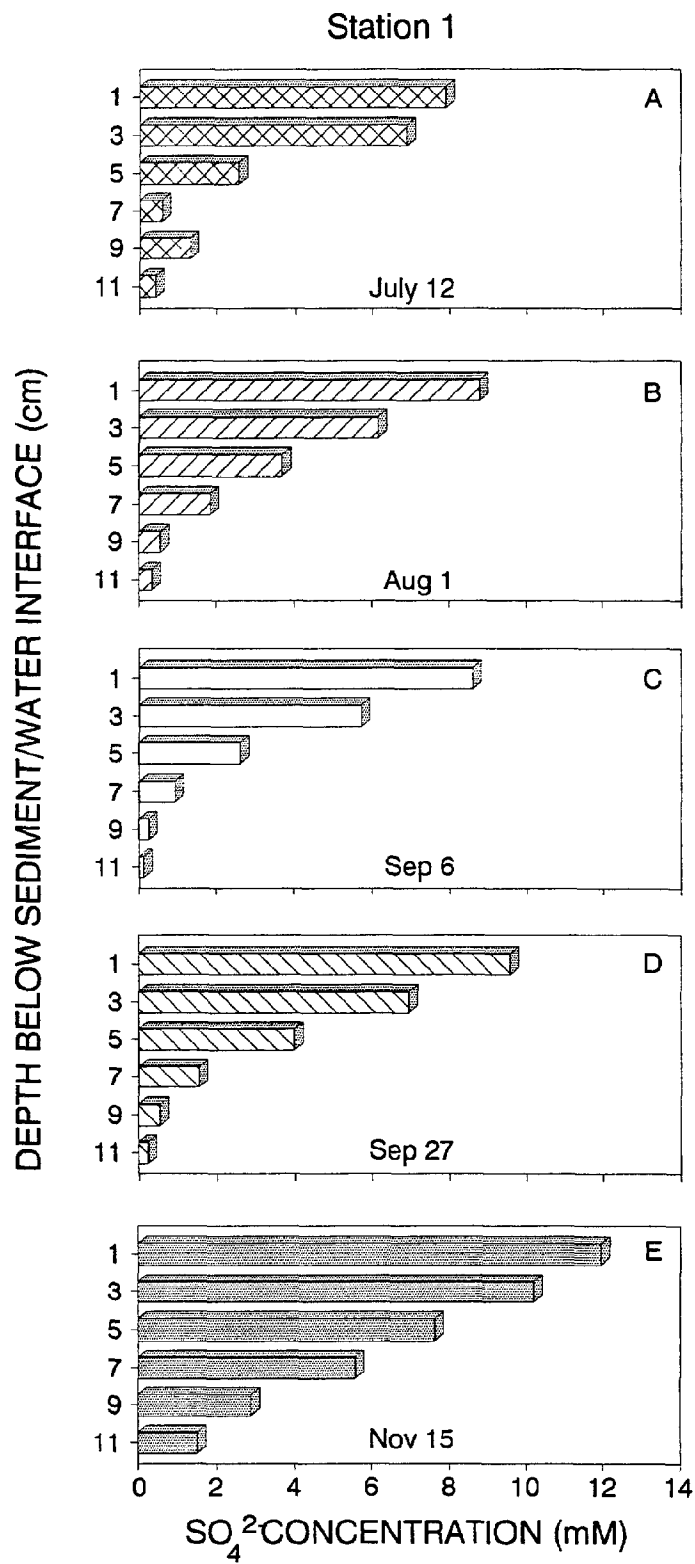 Station 1
DEPTH BELOW SEDIMENT/WATER INTERFACE (cm)
A
1
3
5
7
9
11
July 12
B
1
3
5
7
9
11
Aug 1
C
1
3
5
7
9
11
Sep 6
D
1
3
5
7
9
11
Sep 27
E
1
3
5
7
9
11
Nov 15
0 2 4 6 8 10 12 14
SO₄²⁻CONCENTRATION (mM)